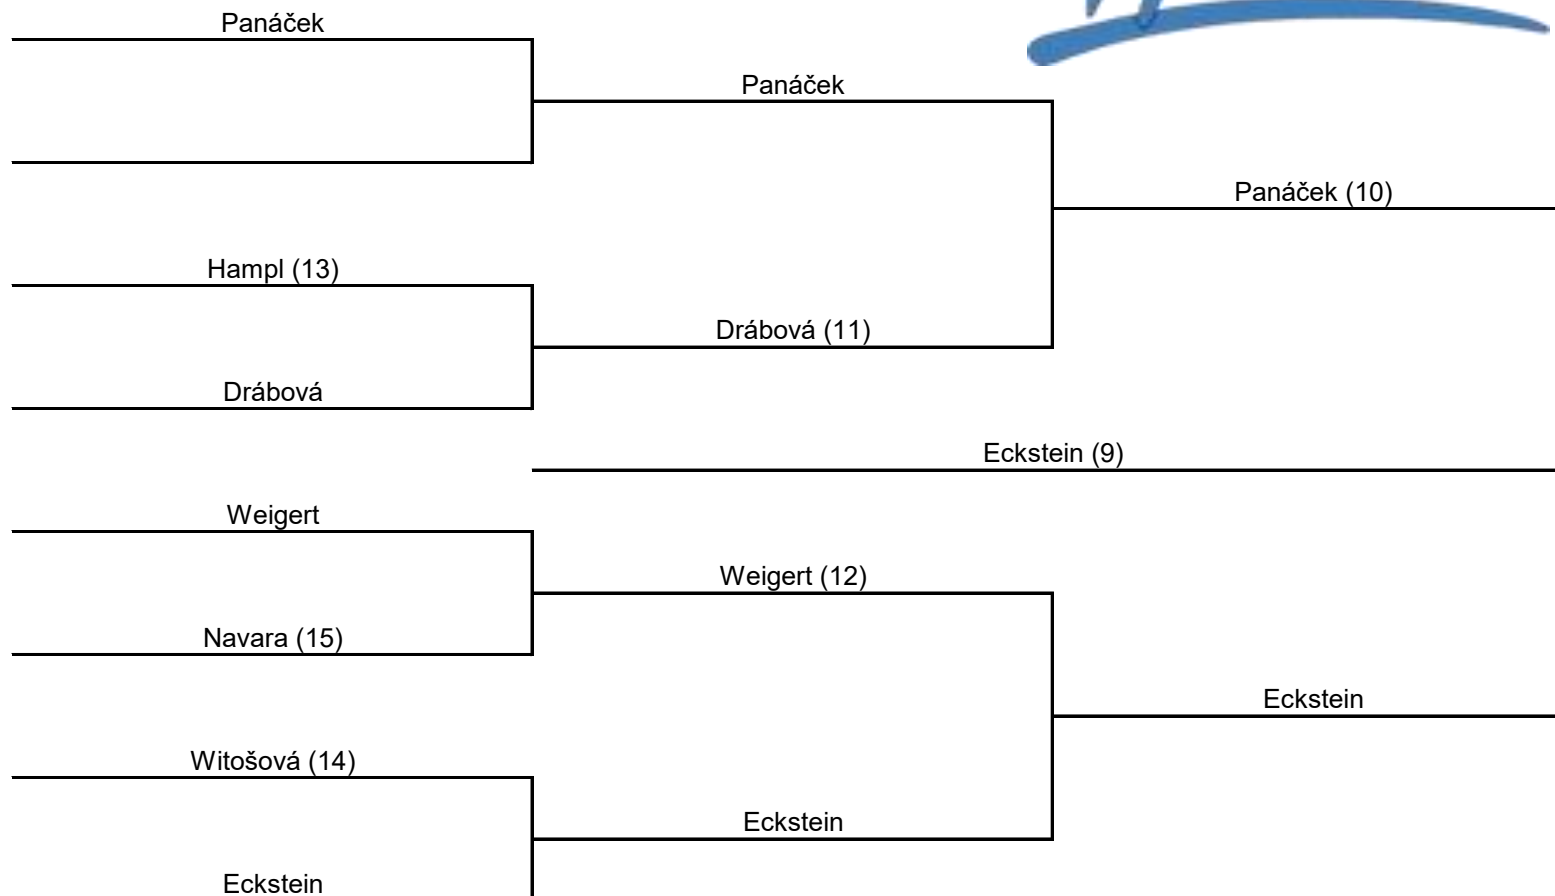 Panáček
Panáček
Panáček (10)
Hampl (13)
Drábová (11)
Drábová
Eckstein (9)
Weigert
Weigert (12)
Navara (15)
Eckstein
Witošová (14)
Eckstein
Eckstein